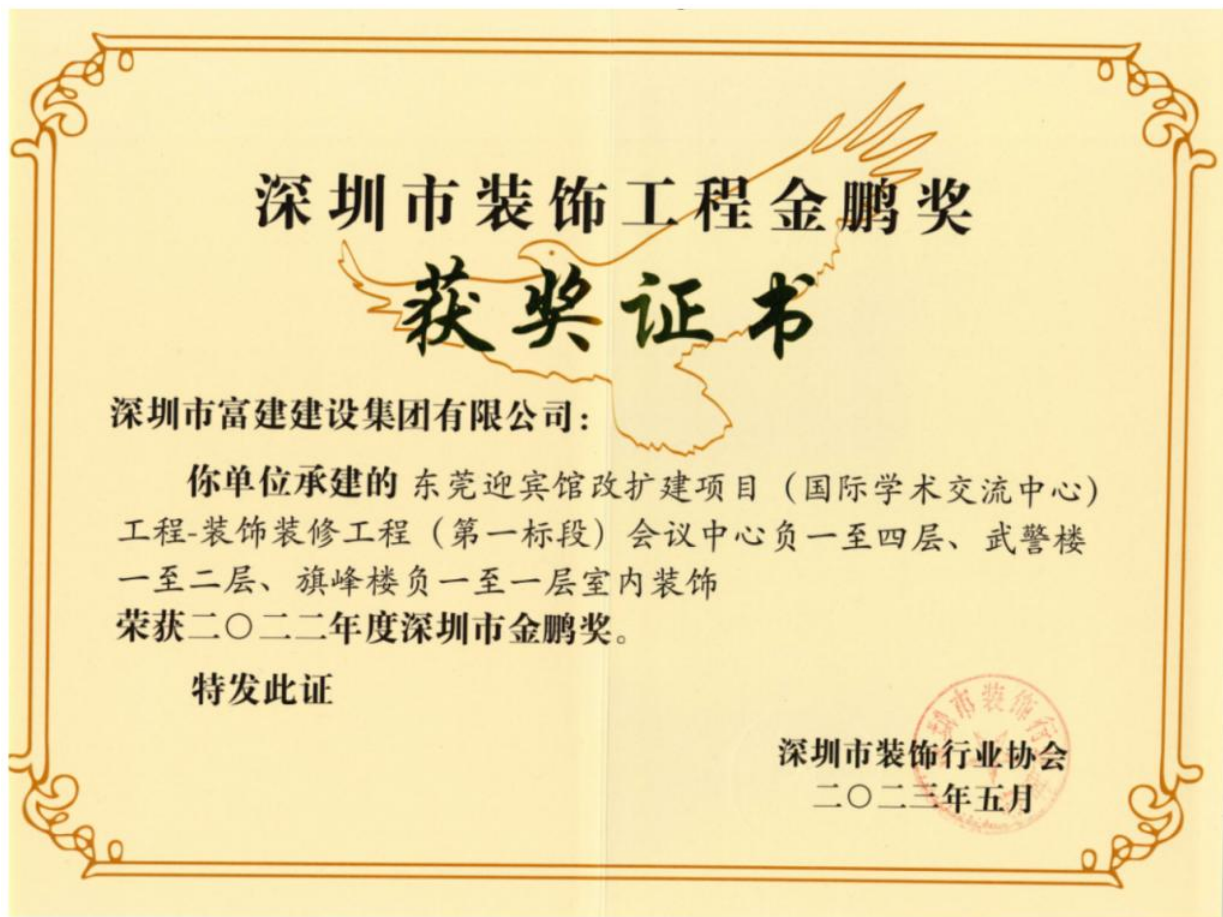 深圳市装饰工程金鹏奖
获奖证书
深圳市富建建设集团有限公司：
你单位承建的 东莞迎宾馆改扩建项目（国际学术交流中心）
工程-装饰装修工程（第一标段）会议中心负一至四层、武警楼
一至二层、旗峰楼负一至一层室内装饰
荣获二〇二二年度深圳市金鹏奖。
特发此证
深圳市装饰行业协会
二〇二三年五月